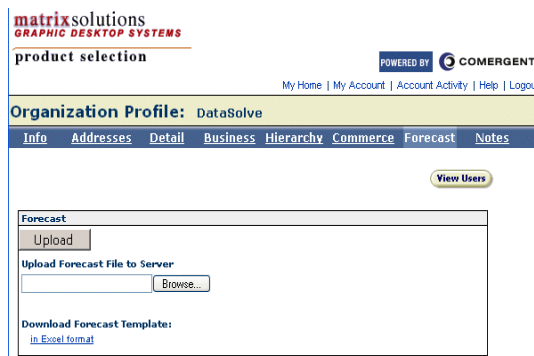 matrixsolutions
GRAPHIC DESKTOP SYSTEMS
product selection
POWERED BY COMERGENT
My Home | My Account | Account Activity | Help | Logou
Organization Profile: DataSolve
Info Addresses Detail Business Hierarchy Commerce Forecast Notes
View Users
Forecast
Upload
Upload Forecast File to Server
Browse...
Download Forecast Template:
in Excel format